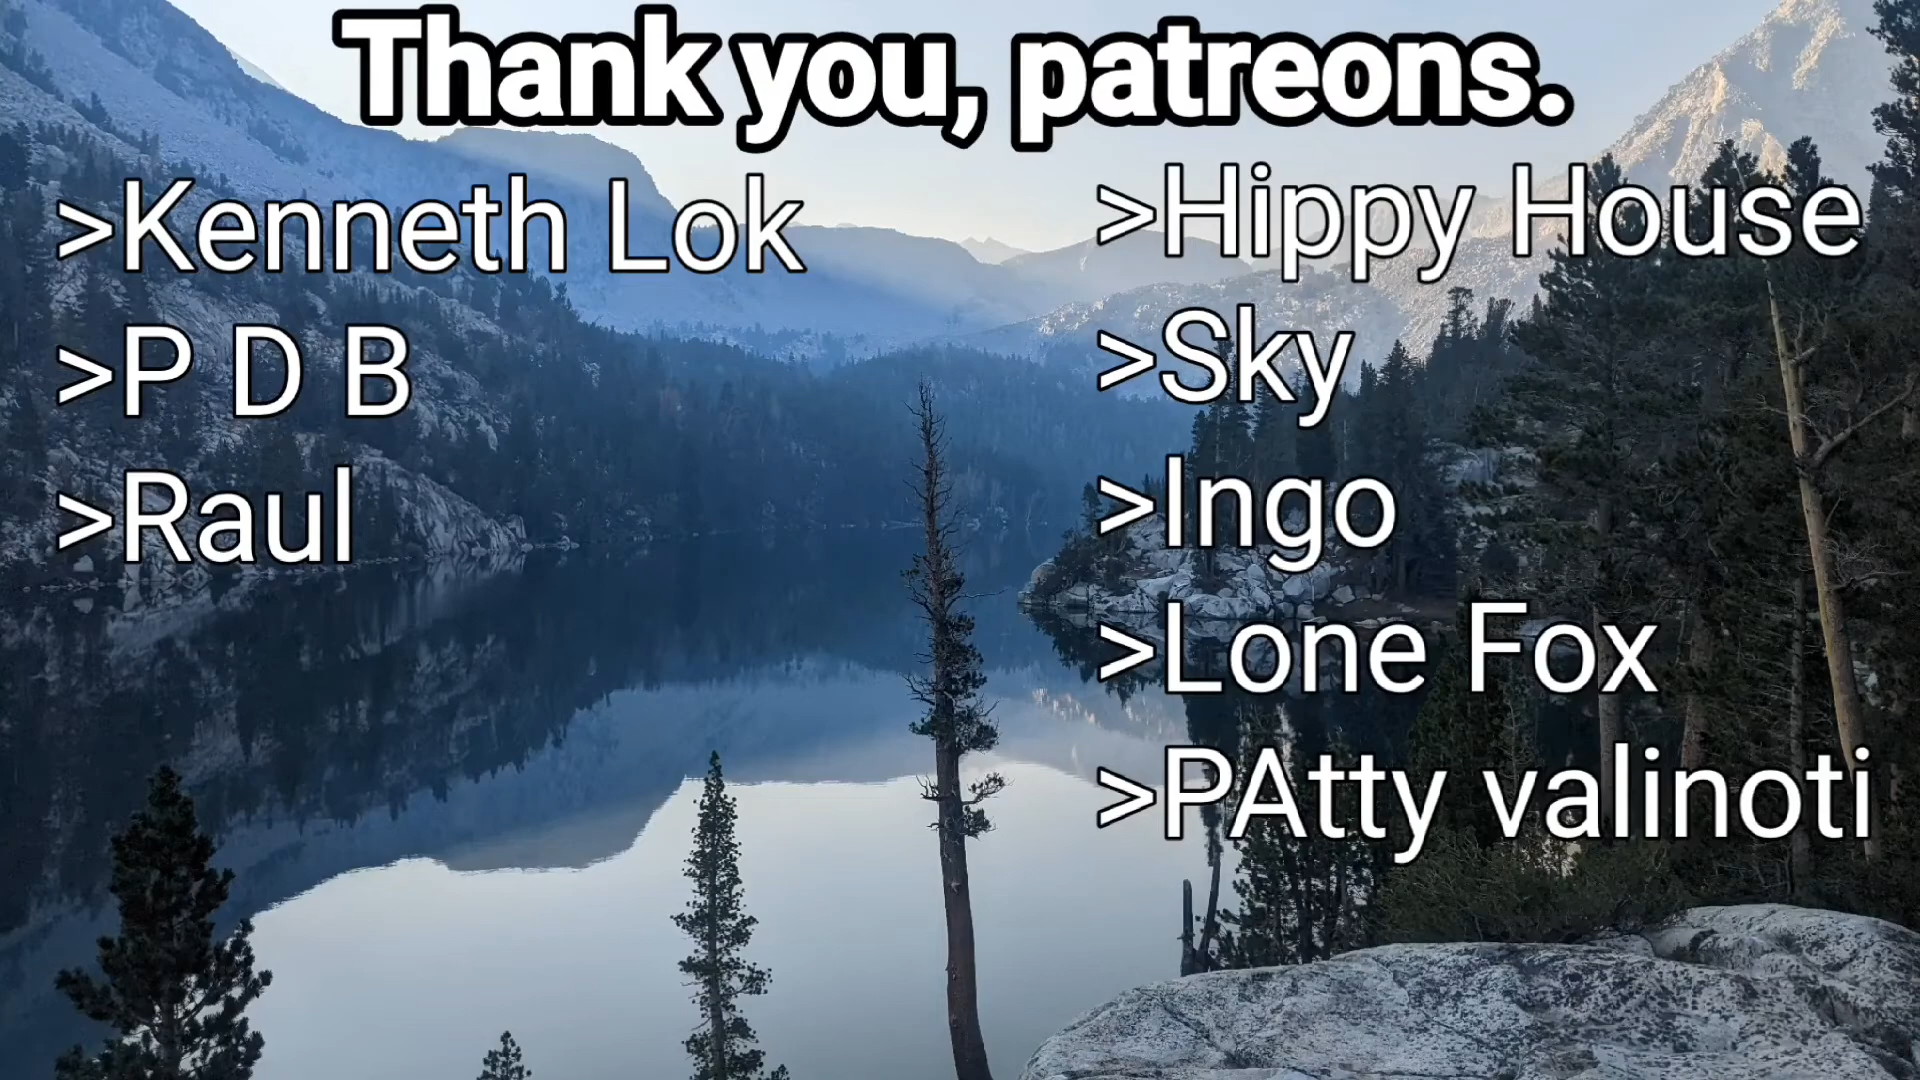 Thank you, patreons.
>Kenneth Lok
>P D B
>Raul
>Hippy House
>Sky
>Ingo
>Lone Fox
>PAtty valinoti